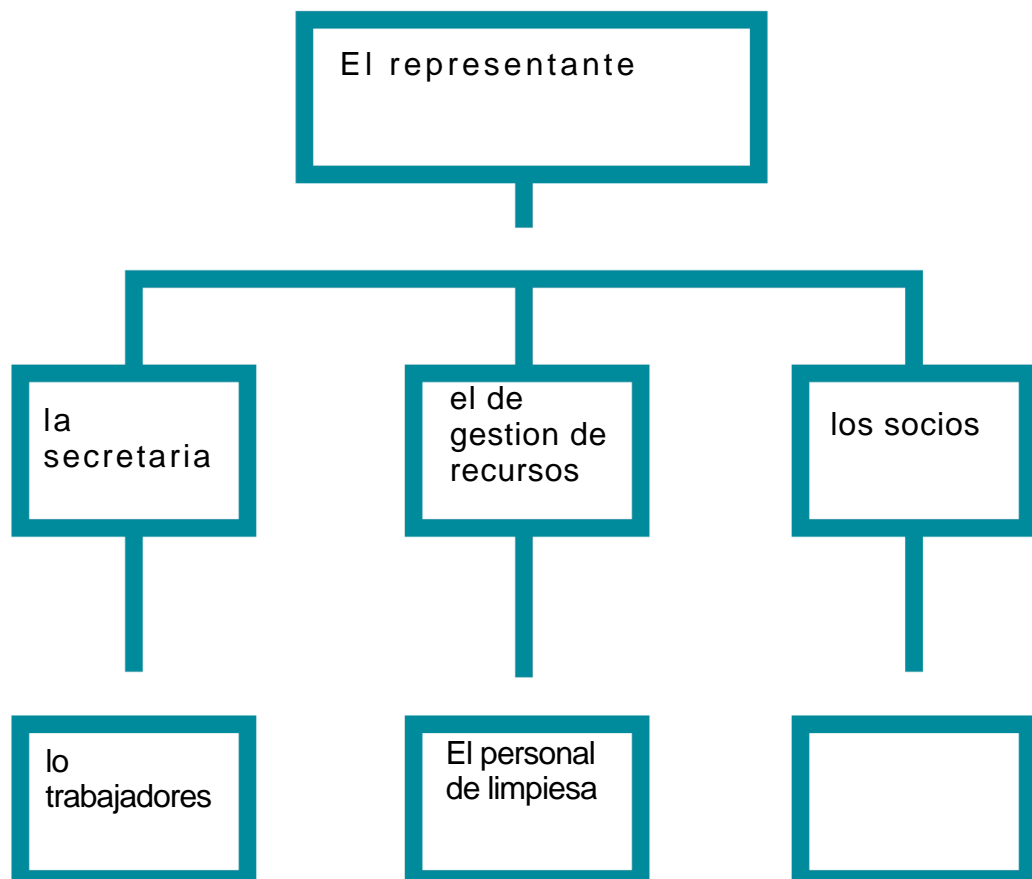 El representante
la
secretaria
el de
gestion de
recursos
los socios
lo
trabajadores
El personal
de limpiesa